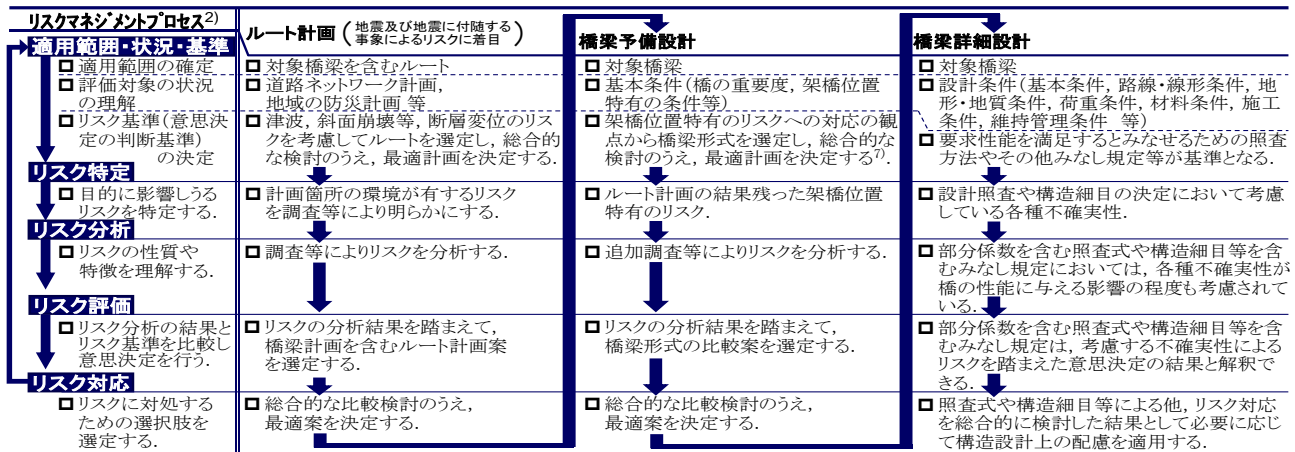 リスクマネジメントプロセス2)
適用範囲・状況・基準
適用範囲の確定
評価対象の状況
の理解
リスク基準(意思決
定の判断基準)
の決定
リスク特定
目的に影響しうる
リスクを特定する.
リスク分析
リスクの性質や
特徴を理解する.
リスク評価
リスク分析の結果と
リスク基準を比較し
意思決定を行う.
リスク対応
リスクに対処する
ための選択肢を
選定する.
ルート計画(地震及び地震に付随する
事象によるリスクに着目)
対象橋梁を含むルート
道路ネットワーク計画,
地域の防災計画 等
津波, 斜面崩壊等, 断層変位のリス
クを考慮してルートを選定し, 総合的
な検討のうえ, 最適計画を決定する.
計画箇所の環境が有するリスク
を調査等により明らかにする.
調査等によりリスクを分析する.
リスクの分析結果を踏まえて,
橋梁計画を含むルート計画案
を選定する.
総合的な比較検討のうえ,
最適案を決定する.
橋梁予備設計
対象橋梁
基本条件(橋の重要度, 架橋位置
特有の条件等)
架橋位置特有のリスクへの対応の観
点から橋梁形式を選定し, 総合的な
検討のうえ, 最適計画を決定する7).
ルート計画の結果残った架橋位置
特有のリスク.
追加調査等によりリスクを分析する.
リスクの分析結果を踏まえて,
橋梁形式の比較案を選定する.
総合的な比較検討のうえ,
最適案を決定する.
橋梁詳細設計
対象橋梁
設計条件(基本条件, 路線・線形条件, 地
形・地質条件, 荷重条件, 材料条件, 施工
条件, 維持管理条件 等)
要求性能を満足するとみなせるための照査
方法やその他みなし規定等が基準となる.
設計照査や構造細目の決定において考慮
している各種不確実性.
部分係数を含む照査式や構造細目等を含
むみなし規定においては, 各種不確実性が
橋の性能に与える影響の程度も考慮されて
いる.
部分係数を含む照査式や構造細目等を含
むみなし規定は, 考慮する不確実性による
リスクを踏まえた意思決定の結果と解釈で
きる.
照査式や構造細目等による他, リスク対応
を総合的に検討した結果として必要に応じ
て構造設計上の配慮を適用する.